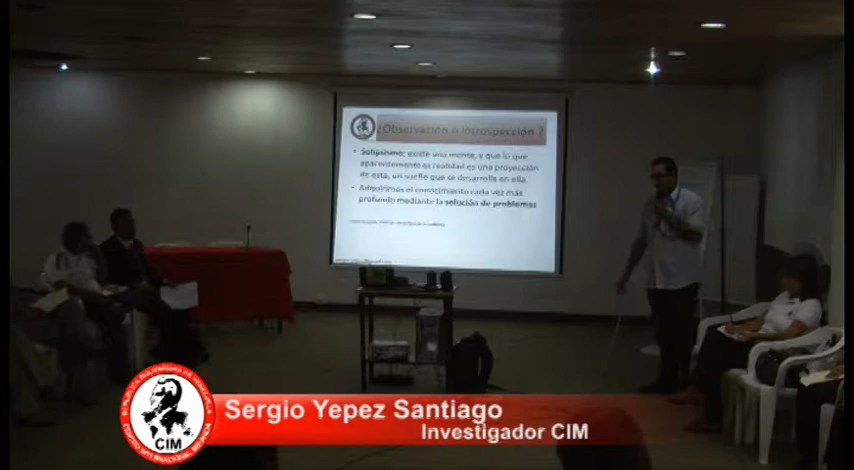 ¿Observación o Introspección ?
• Solipsismo: existe una mente, y que lo que
aparentemente es realidad es una proyección
de esta, un sueño que se desarrolla en ella.
• Adquirimos el conocimiento cada vez más
profundo mediante la solución de problemas
Sergio Yepez Santiago
Investigador CIM
CIM